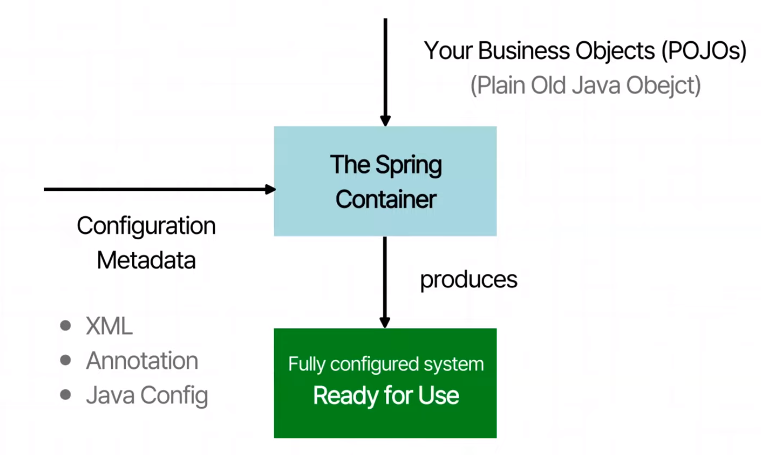 Your Business Objects (POJOs)
(Plain Old Java Obejct)
The Spring
Container
Configuration
Metadata
produces
XML
Annotation
Java Config
Fully configured system
Ready for Use